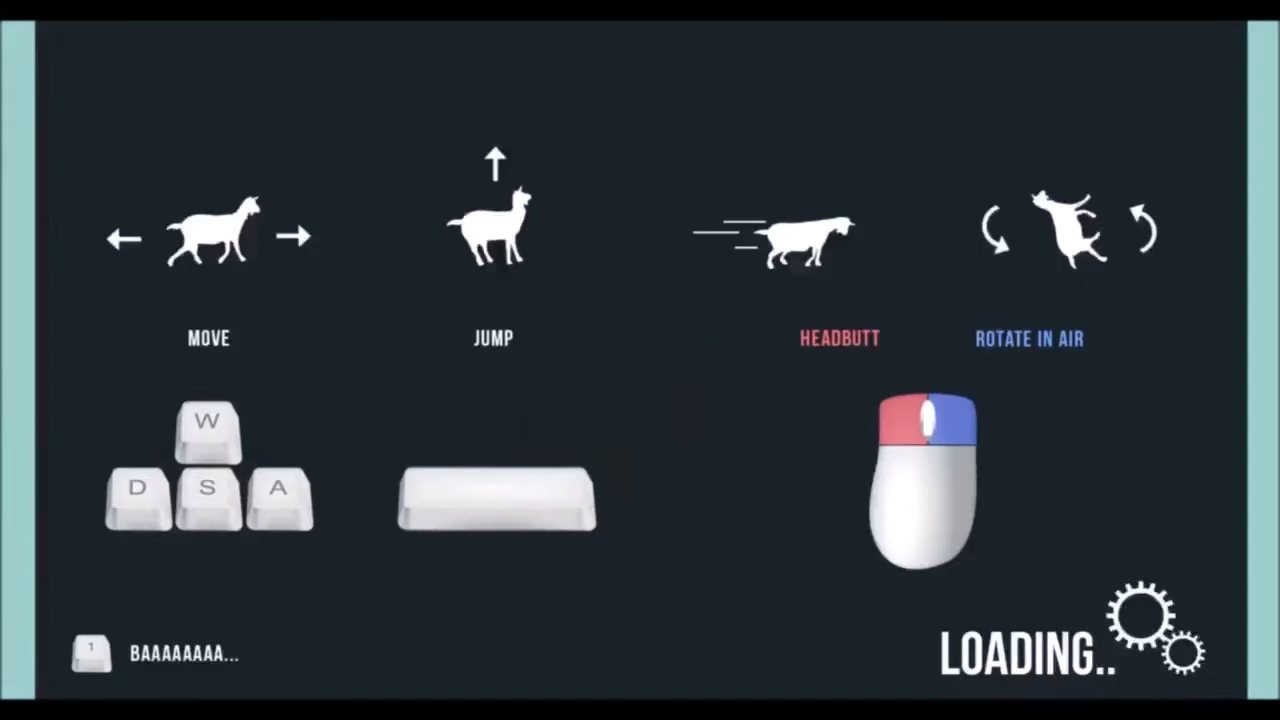 MOVE
JUMP
HEADBUTT
ROTATE IN AIR
W
D S A
1
BAAAAAAAA...
LOADING..